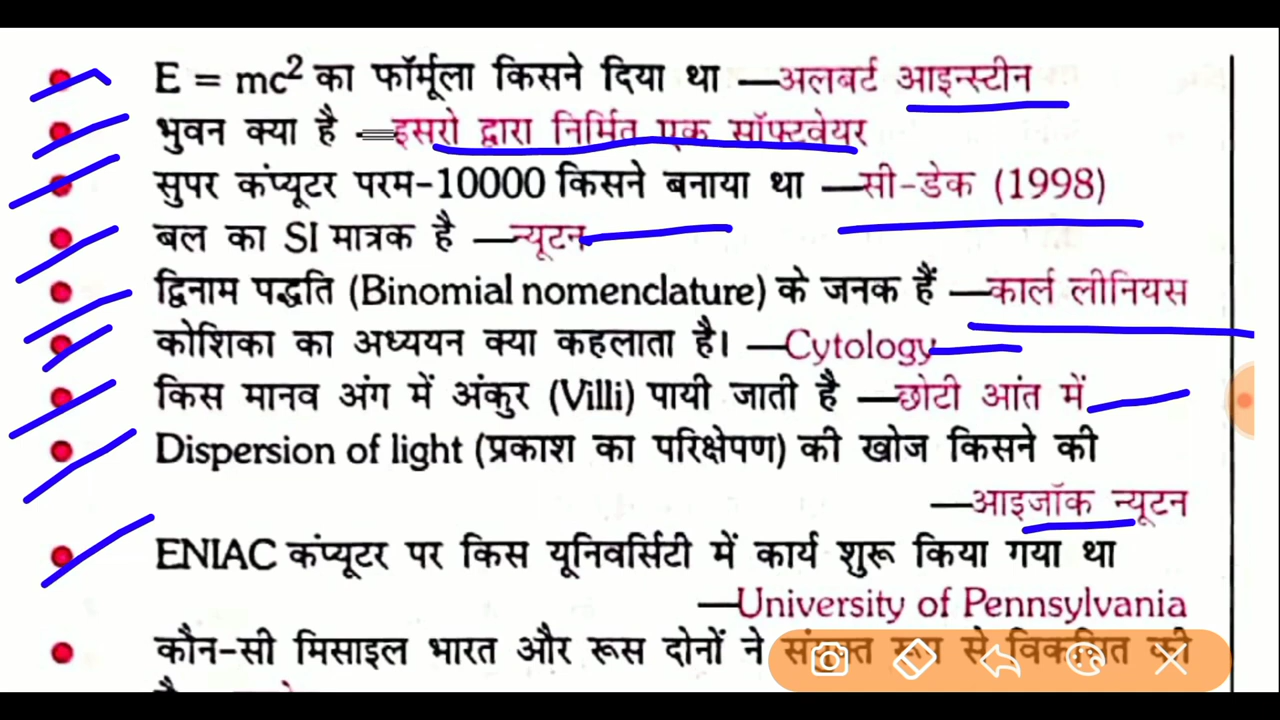 E = mc² का फॉर्मूला किसने दिया था —अलबर्ट आइन्स्टीन
भुवन क्या है —इसरो द्वारा निर्मित एक सॉफ्टवेयर
सुपर कंप्यूटर परम-10000 किसने बनाया था —सी-डेक (1998)
बल का SI मात्रक है —न्यूटन
द्विनाम पद्धति (Binomial nomenclature) के जनक हैं —कार्ल लीनियस
कोशिका का अध्ययन क्या कहलाता है। —Cytology
किस मानव अंग में अंकुर (Villi) पायी जाती है —छोटी आंत में
Dispersion of light (प्रकाश का परिक्षेपण) की खोज किसने की
—आइजॉक न्यूटन
ENIAC कंप्यूटर पर किस यूनिवर्सिटी में कार्य शुरू किया गया था
—University of Pennsylvania
कौन-सी मिसाइल भारत और रूस दोनों ने संयुक्त रूप से विकसित की